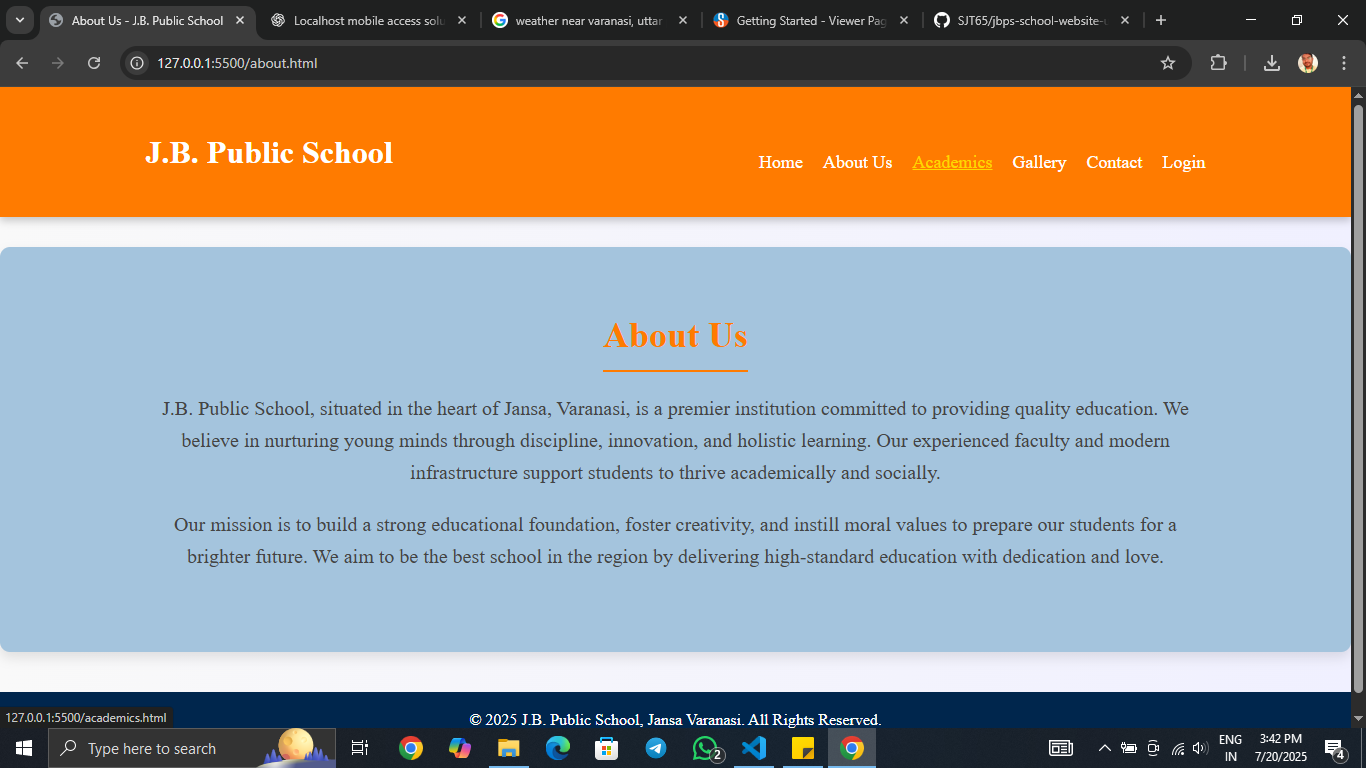 About Us - J.B. Public School
Localhost mobile access solu
weather near varanasi, uttar
Getting Started - Viewer Pag
SJT65/jbps-school-website-u
127.0.0.1:5500/about.html
J.B. Public School
Home About Us Academics Gallery Contact Login
About Us
J.B. Public School, situated in the heart of Jansa, Varanasi, is a premier institution committed to providing quality education. We
believe in nurturing young minds through discipline, innovation, and holistic learning. Our experienced faculty and modern
infrastructure support students to thrive academically and socially.
Our mission is to build a strong educational foundation, foster creativity, and instill moral values to prepare our students for a
brighter future. We aim to be the best school in the region by delivering high-standard education with dedication and love.
127.0.0.1:5500/academics.html
© 2025 J.B. Public School, Jansa Varanasi. All Rights Reserved.
Type here to search
2
ENG
IN
3:42 PM
7/20/2025
4